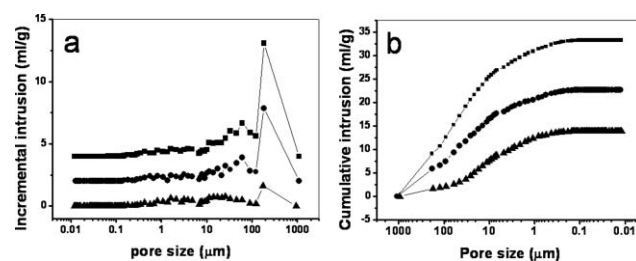 a
Incremental intrusion (ml/g)
15
10
5
0
0.01 0.1 1 10 100 1000
pore size (μm)
b
Cumulative intrusion (ml/g)
35
30
25
20
15
10
5
0
1000 100 10 1 0.1 0.01
Pore size (μm)